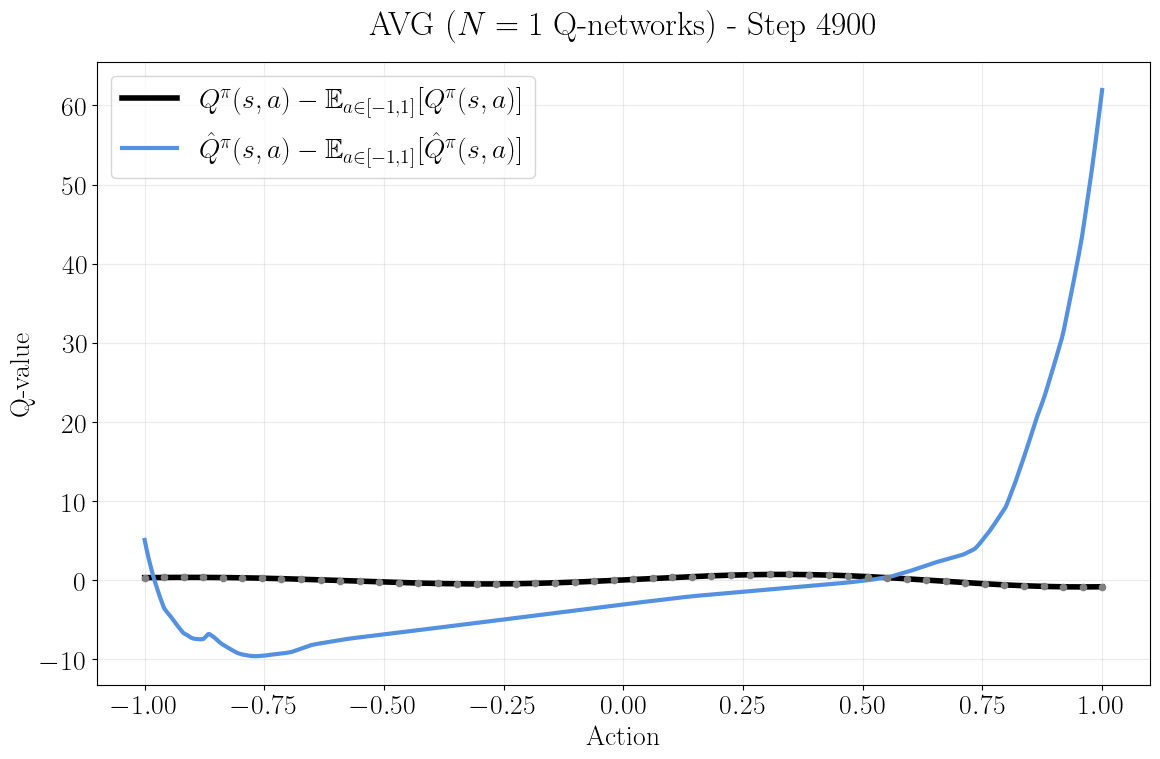 AVG (N = 1 Q-networks) - Step 4900
Q^π(s, a) − 𝔼_{a∈[−1,1]}[Q^π(s, a)]
Q̂^π(s, a) − 𝔼_{a∈[−1,1]}[Q̂^π(s, a)]
60
50
40
30
20
10
0
−10
Q-value
−1.00 −0.75 −0.50 −0.25 0.00 0.25 0.50 0.75 1.00
Action